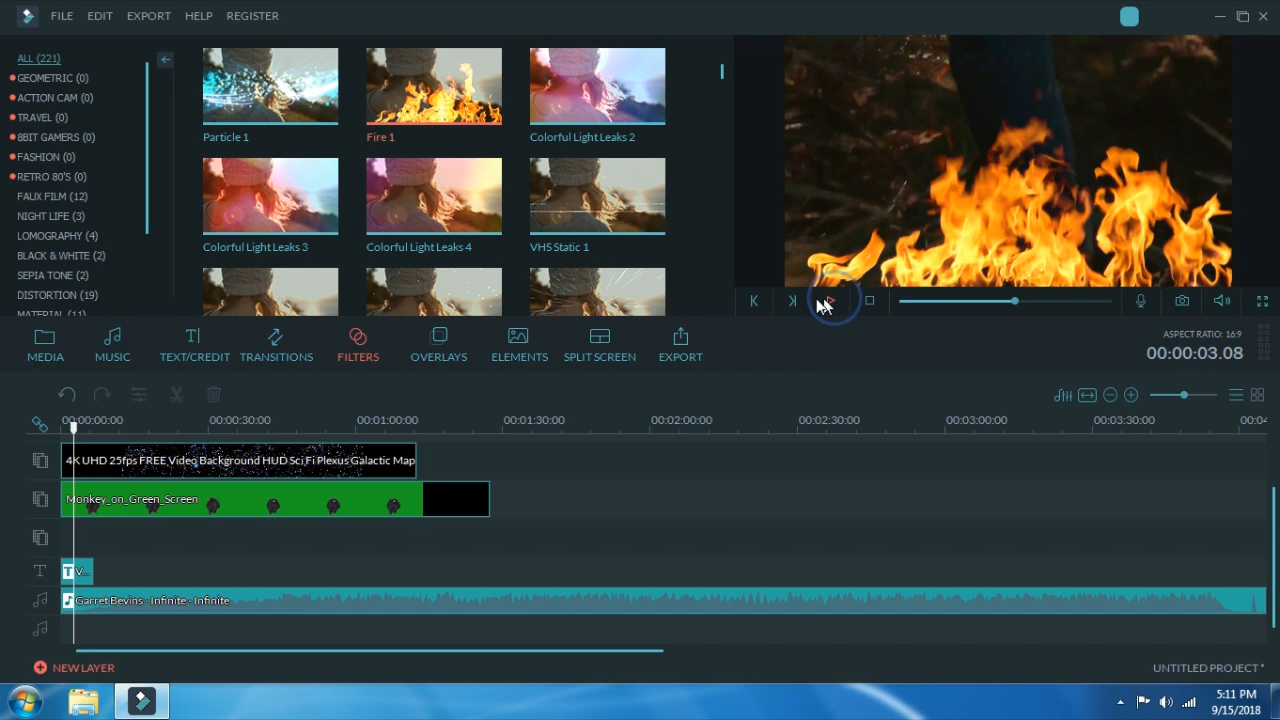 FILE EDIT EXPORT HELP REGISTER
ALL (221)
GEOMETRIC (0)
ACTION CAM (0)
TRAVEL (0)
8BIT GAMERS (0)
FASHION (0)
RETRO 80'S (0)
FAUX FILM (12)
NIGHT LIFE (3)
LOMOGRAPHY (4)
BLACK & WHITE (2)
SEPIA TONE (2)
DISTORTION (19)
MATERIAL (11)
Particle 1
Fire 1
Colorful Light Leaks 2
Colorful Light Leaks 3
Colorful Light Leaks 4
VHS Static 1
MEDIA MUSIC TEXT/CREDIT TRANSITIONS FILTERS OVERLAYS ELEMENTS SPLIT SCREEN EXPORT
ASPECT RATIO: 16:9
00:00:03.08
00:00:00:00 00:00:30:00 00:01:00:00 00:01:30:00 00:02:00:00 00:02:30:00 00:03:00:00 00:03:30:00 00:04
4K UHD 25fps FREE Video Background HUD Sci Fi Plexus Galactic Map
Monkey_on_Green_Screen
T V...
Garret Bevins - Infinite - Infinite
NEW LAYER
UNTITLED PROJECT *
5:11 PM
9/15/2018